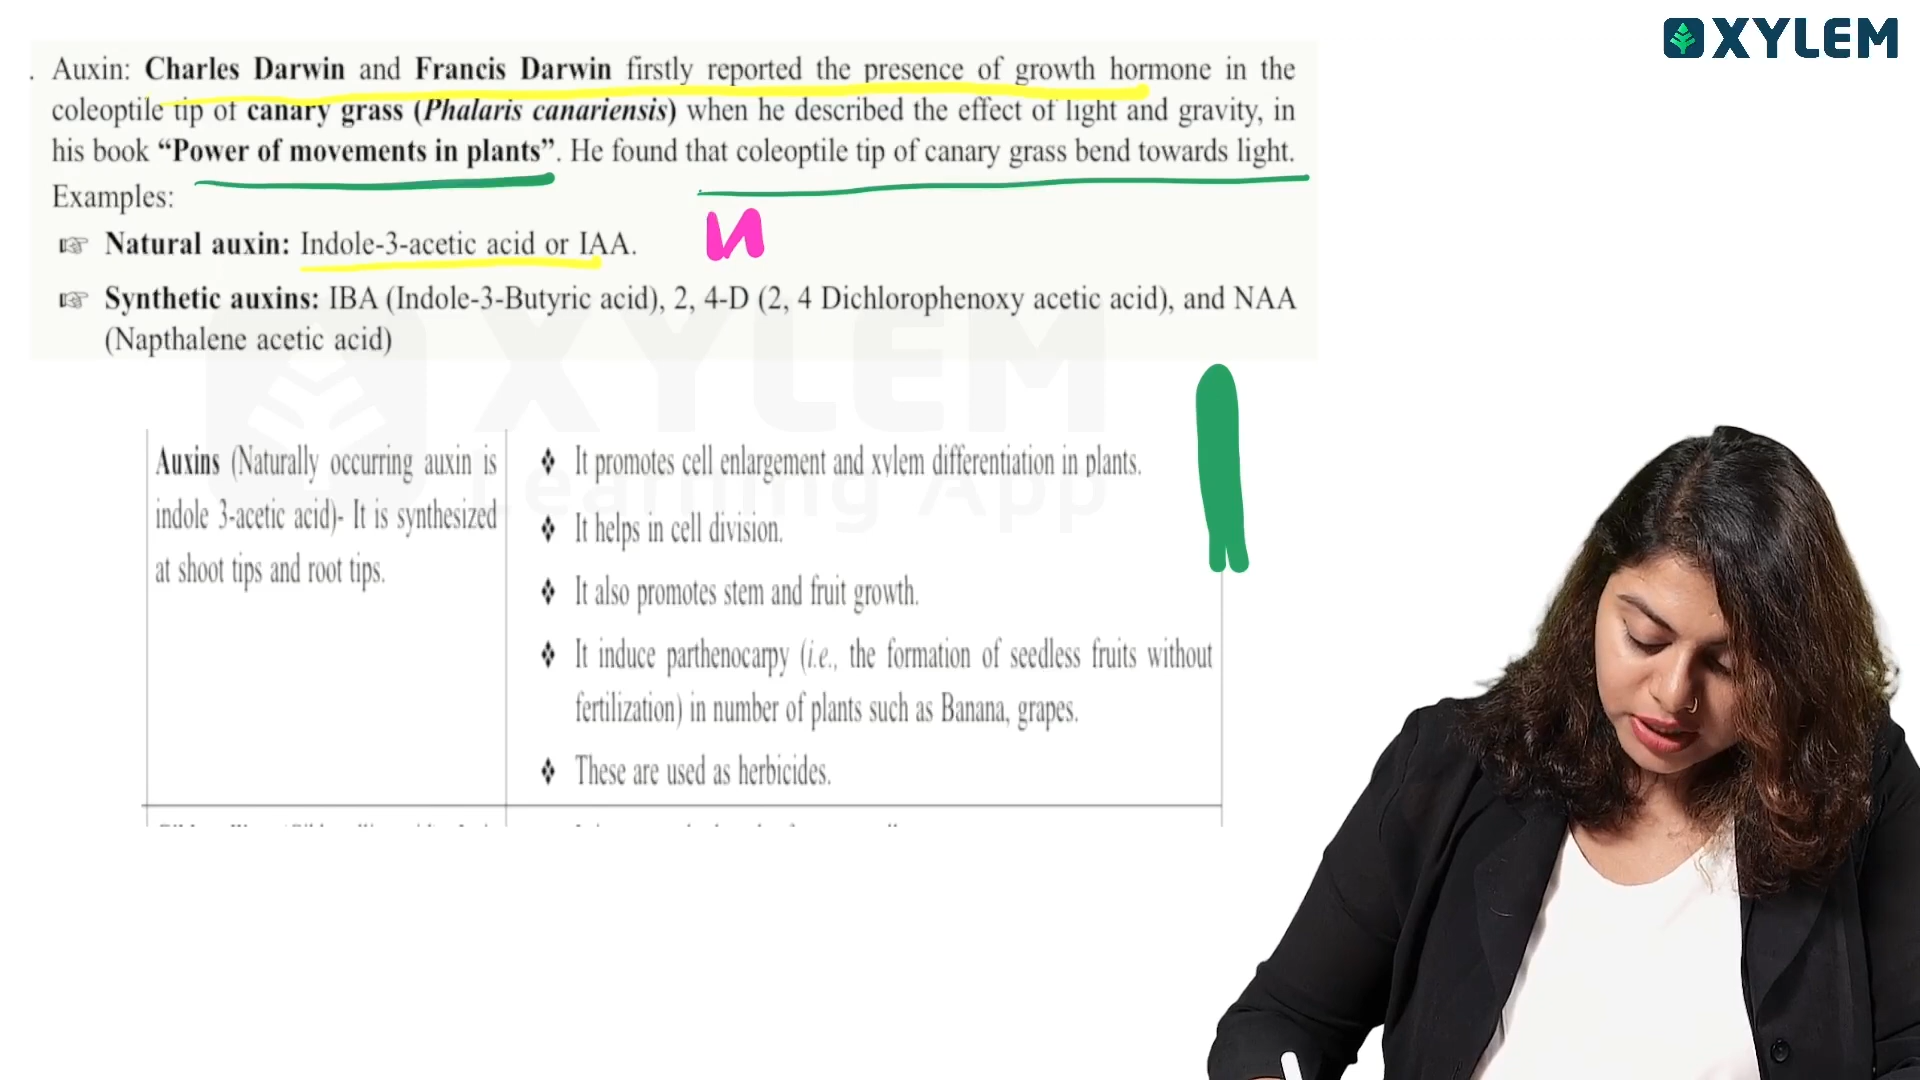 XYLEM
. Auxin: Charles Darwin and Francis Darwin firstly reported the presence of growth hormone in the
coleoptile tip of canary grass (Phalaris canariensis) when he described the effect of light and gravity, in
his book “Power of movements in plants”. He found that coleoptile tip of canary grass bend towards light.
Examples:
☞ Natural auxin: Indole-3-acetic acid or IAA.
☞ Synthetic auxins: IBA (Indole-3-Butyric acid), 2, 4-D (2, 4 Dichlorophenoxy acetic acid), and NAA
(Napthalene acetic acid)
XYLEM
Learning App
Auxins (Naturally occurring auxin is
indole 3-acetic acid)- It is synthesized
at shoot tips and root tips.
❖ It promotes cell enlargement and xylem differentiation in plants.
❖ It helps in cell division.
❖ It also promotes stem and fruit growth.
❖ It induce parthenocarpy (i.e., the formation of seedless fruits without
fertilization) in number of plants such as Banana, grapes.
❖ These are used as herbicides.